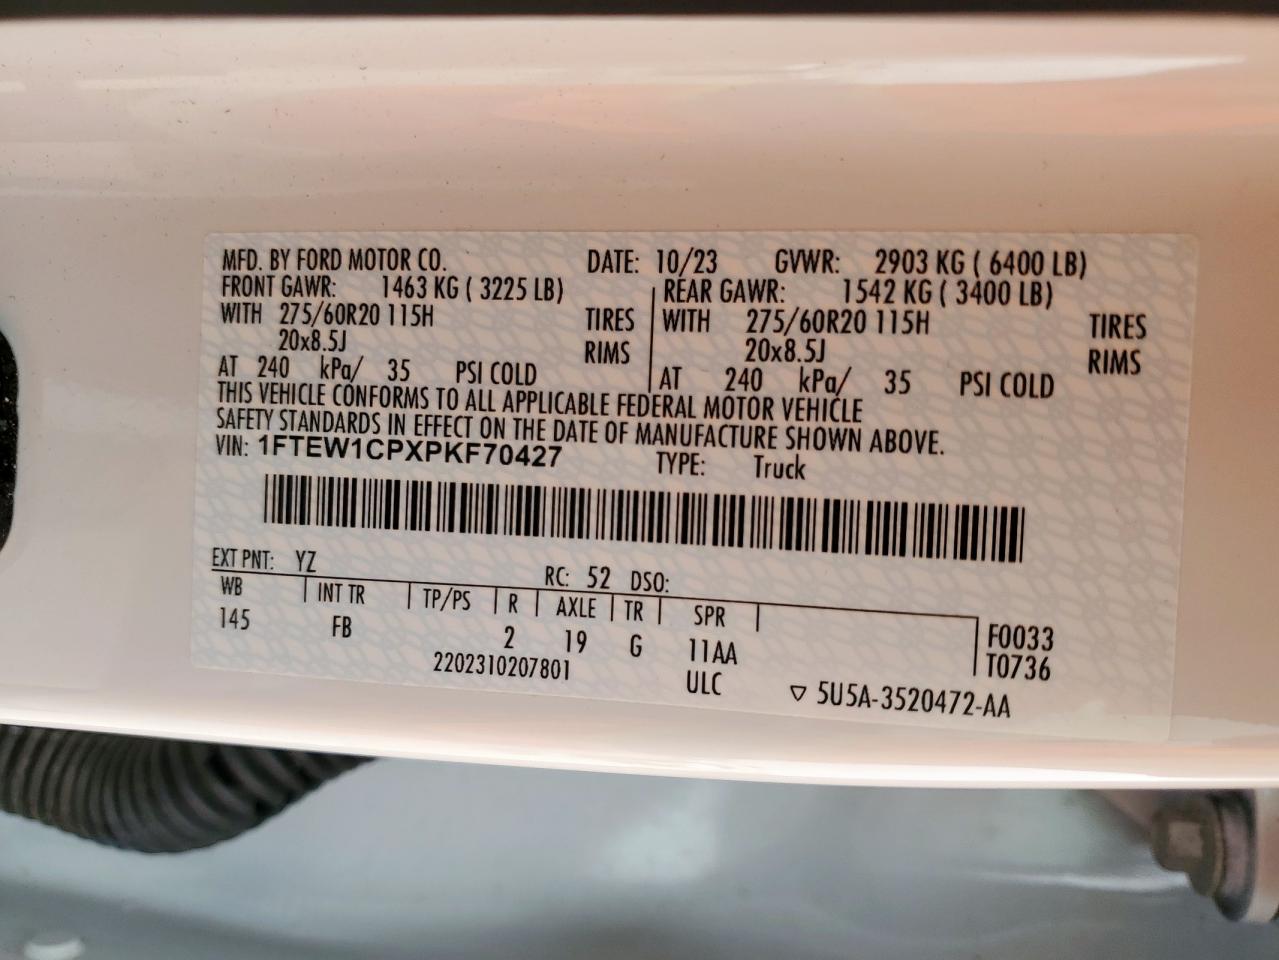 MFD. BY FORD MOTOR CO. DATE: 10/23 GVWR: 2903 KG ( 6400 LB)
FRONT GAWR: 1463 KG ( 3225 LB) REAR GAWR: 1542 KG ( 3400 LB)
WITH 275/60R20 115H TIRES WITH 275/60R20 115H TIRES
20x8.5J RIMS 20x8.5J RIMS
AT 240 kPa/ 35 PSI COLD AT 240 kPa/ 35 PSI COLD
THIS VEHICLE CONFORMS TO ALL APPLICABLE FEDERAL MOTOR VEHICLE
SAFETY STANDARDS IN EFFECT ON THE DATE OF MANUFACTURE SHOWN ABOVE.
VIN: 1FTEW1CPXPKF70427 TYPE: Truck
EXT PNT: YZ RC: 52 DSO:
WB INT TR TP/PS R AXLE TR SPR
145 FB 2 19 G 11AA F0033
2202310207801 ULC T0736
5U5A-3520472-AA